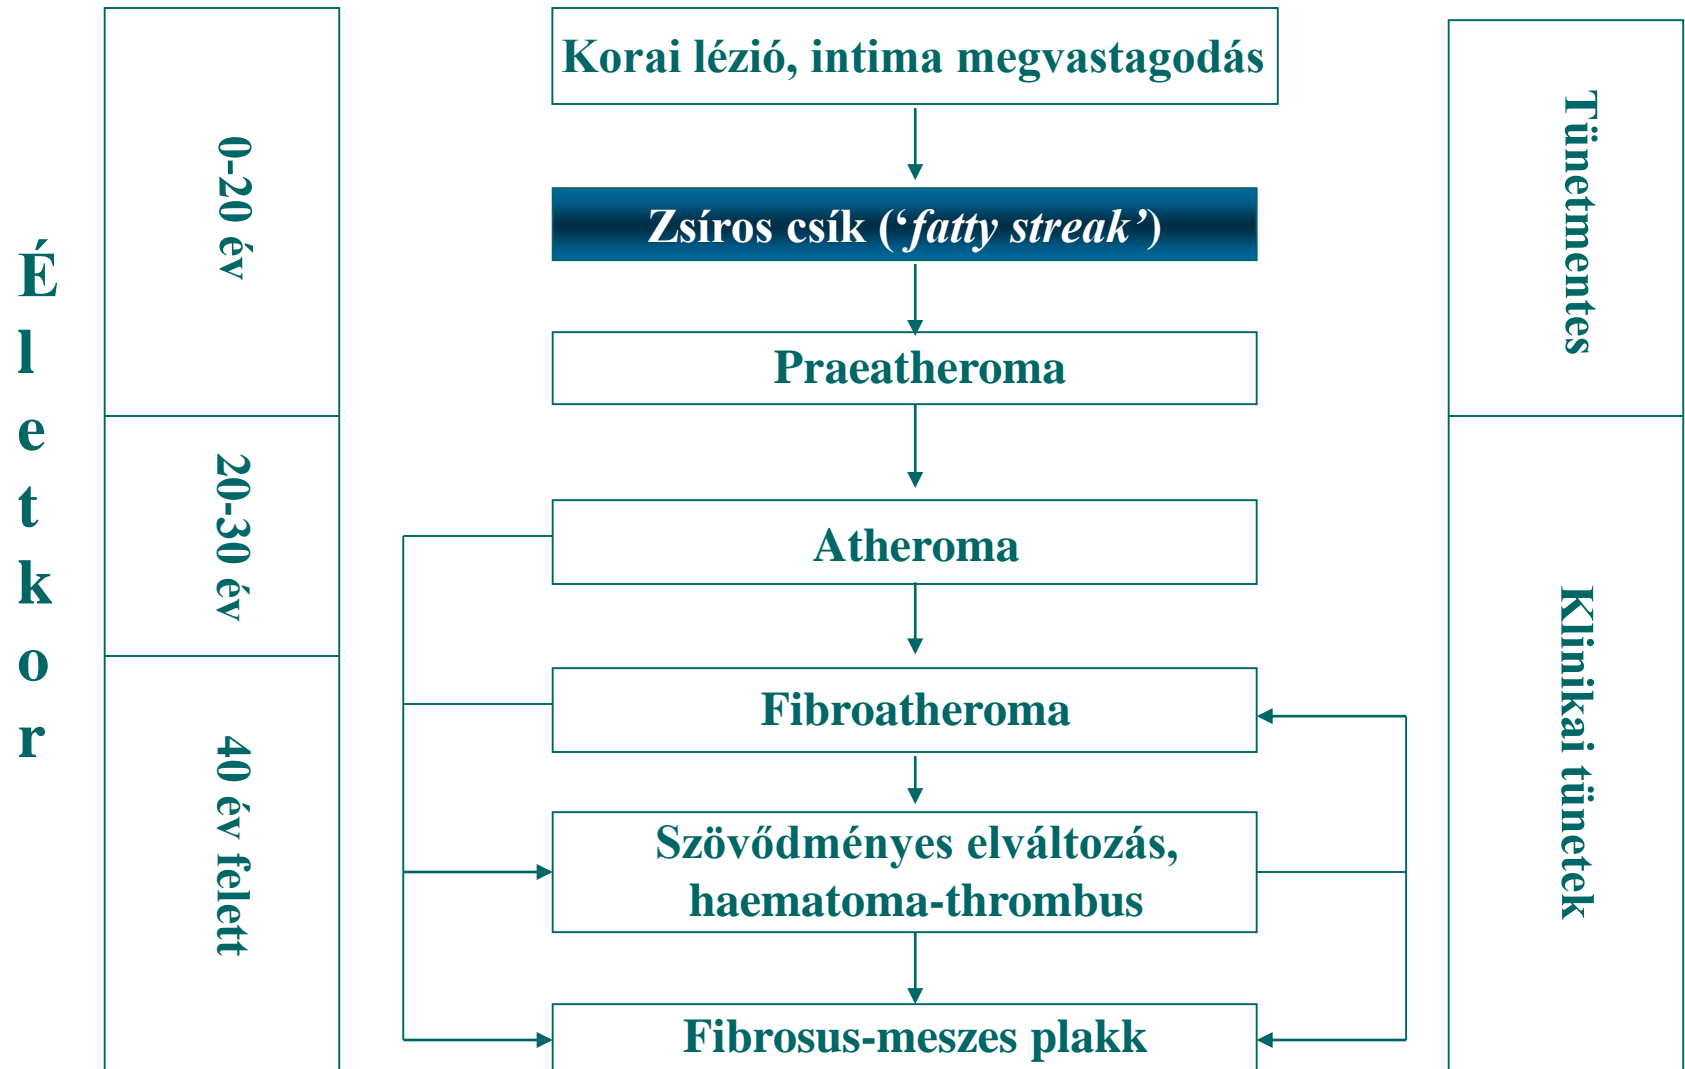 Életkor
0-20 év
20-30 év
40 év felett
Korai lézió, intima megvastagodás
Zsíros csík (‘fatty streak’)
Praeatheroma
Atheroma
Fibroatheroma
Szövődményes elváltozás,
haematoma-thrombus
Fibrosus-meszes plakk
Tünetmentes
Klinikai tünetek